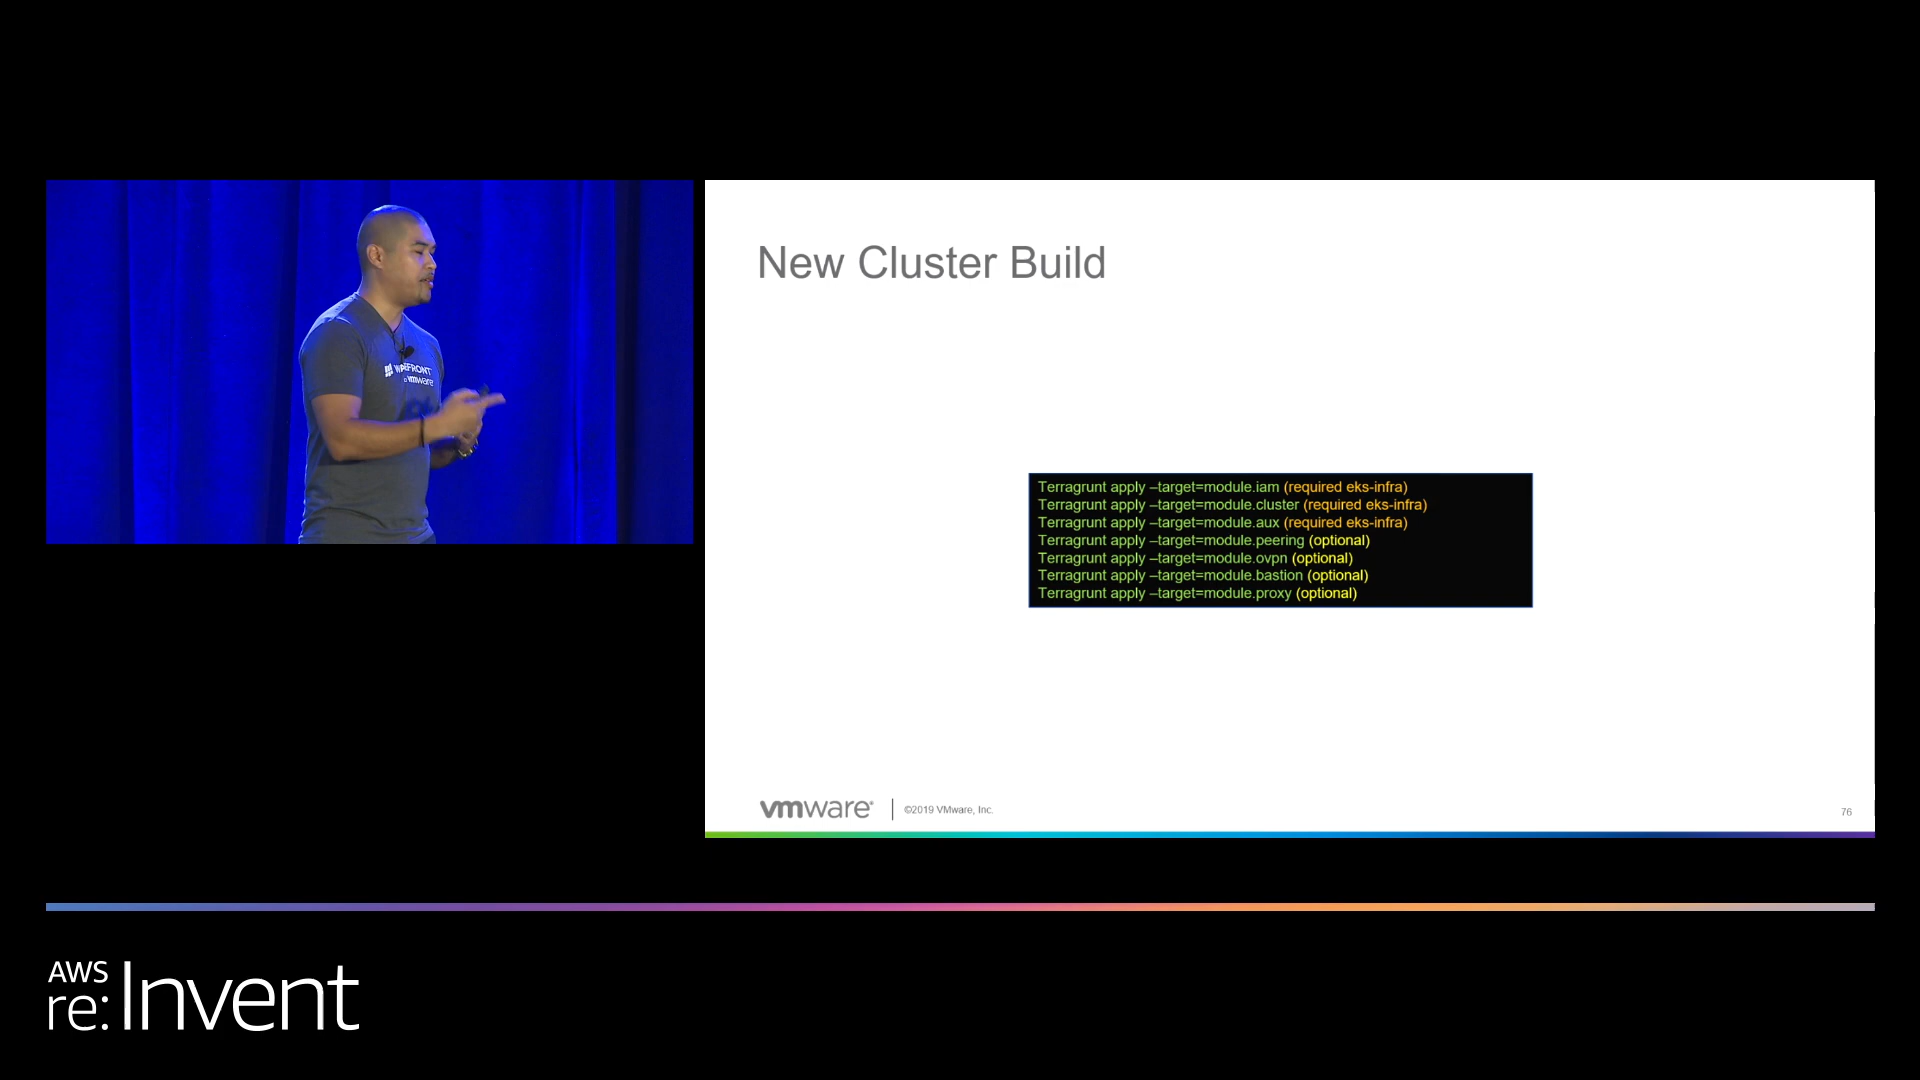 WAVEFRONT
by vmware
New Cluster Build
Terragrunt apply –target=module.iam (required eks-infra)
Terragrunt apply –target=module.cluster (required eks-infra)
Terragrunt apply –target=module.aux (required eks-infra)
Terragrunt apply –target=module.peering (optional)
Terragrunt apply –target=module.ovpn (optional)
Terragrunt apply –target=module.bastion (optional)
Terragrunt apply –target=module.proxy (optional)
vmware®
©2019 VMware, Inc.
76
AWS
re:Invent